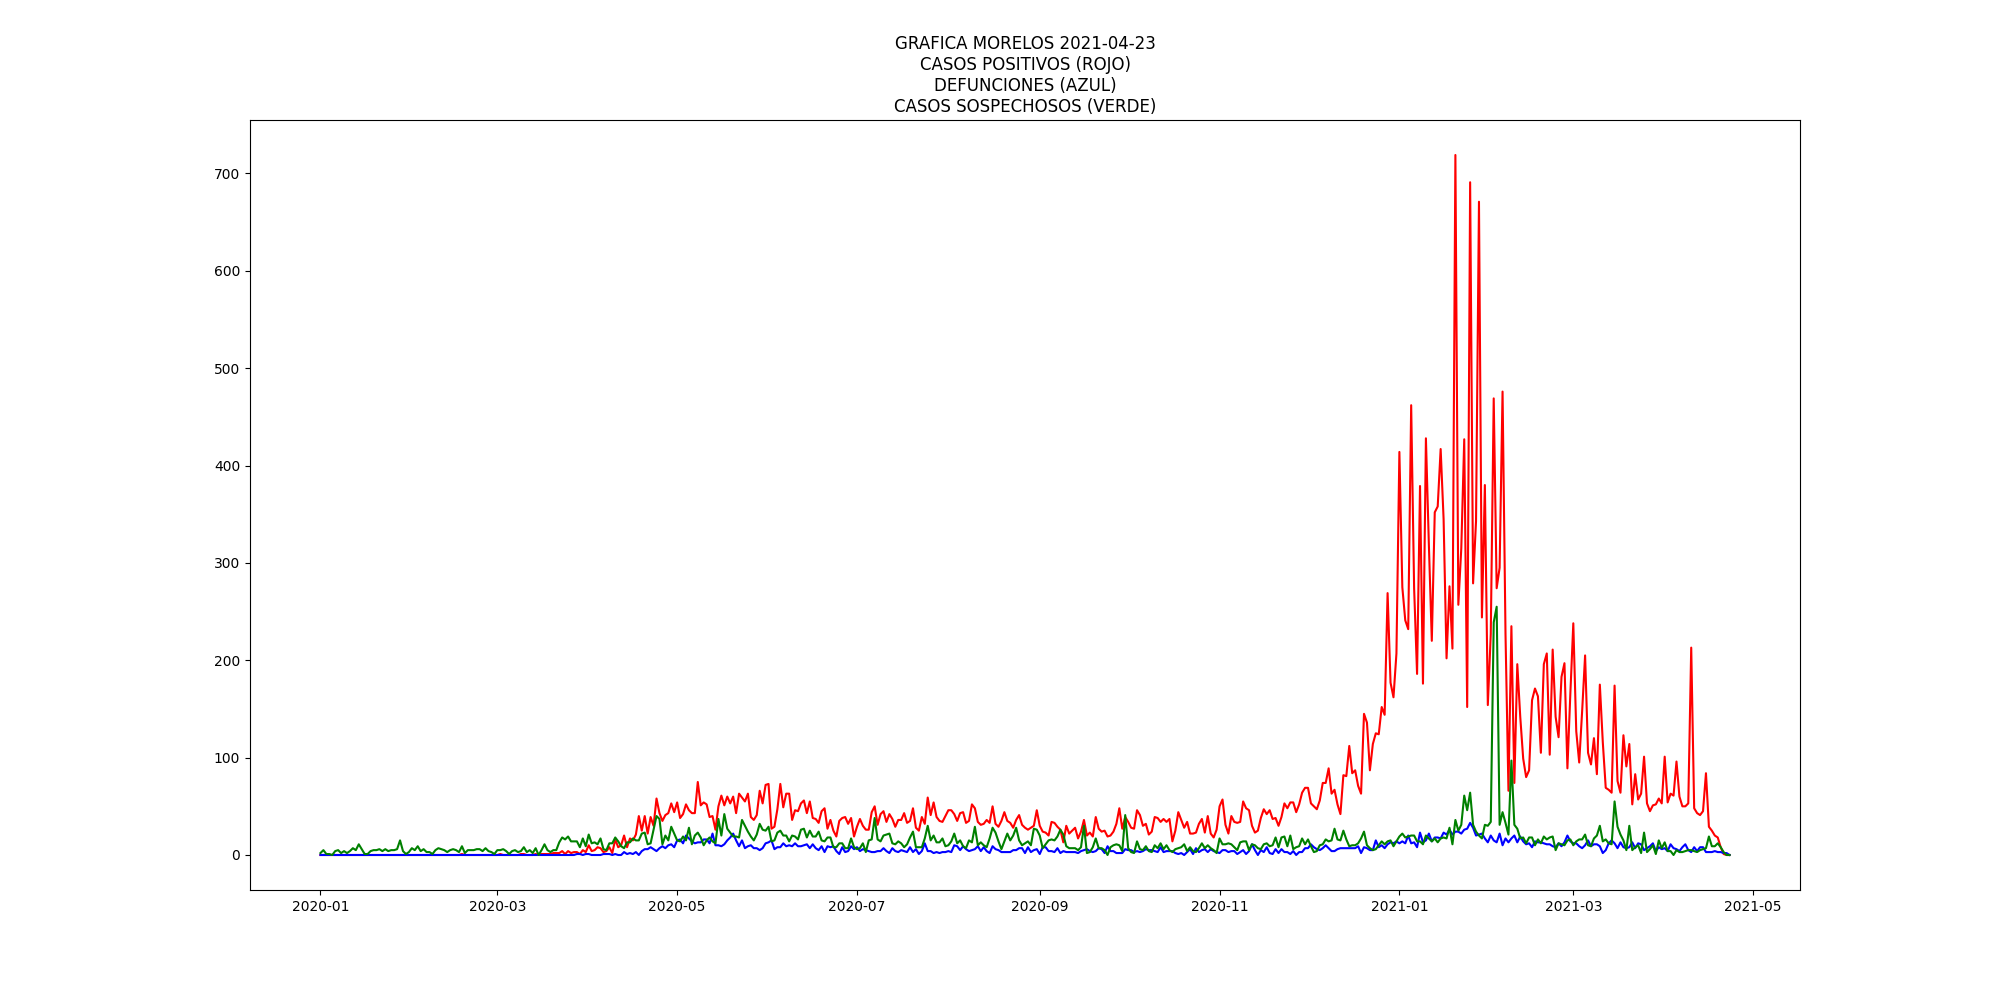 GRAFICA MORELOS 2021-04-23
CASOS POSITIVOS (ROJO)
DEFUNCIONES (AZUL)
CASOS SOSPECHOSOS (VERDE)
700
600
500
400
300
200
100
0
2020-01 2020-03 2020-05 2020-07 2020-09 2020-11 2021-01 2021-03 2021-05